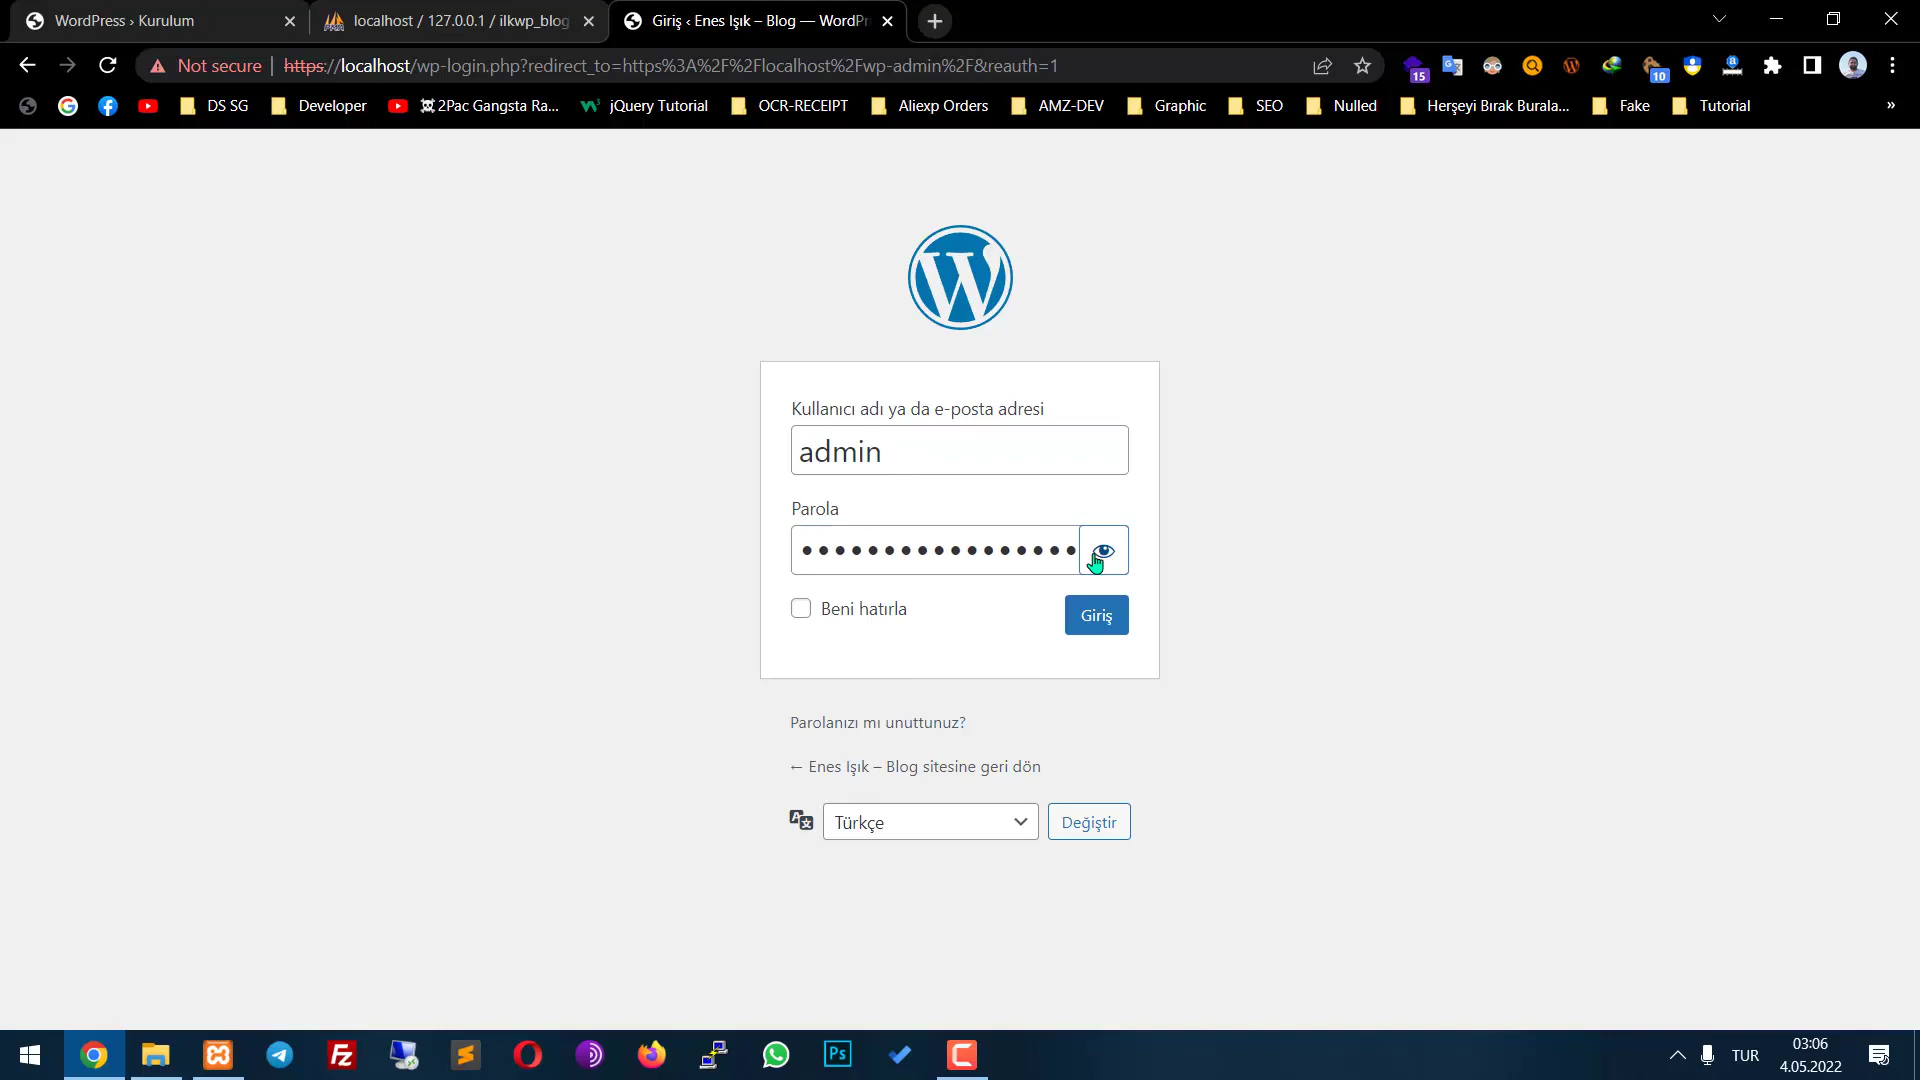 WordPress › Kurulum
localhost / 127.0.0.1 / ilkwp_blog
Giriş ‹ Enes Işık – Blog — WordPr
Not secure
https://localhost/wp-login.php?redirect_to=https%3A%2F%2Flocalhost%2Fwp-admin%2F&reauth=1
15
10
DS SG
Developer
2Pac Gangsta Ra...
jQuery Tutorial
OCR-RECEIPT
Aliexp Orders
AMZ-DEV
Graphic
SEO
Nulled
Herşeyi Bırak Burala...
Fake
Tutorial
»
Kullanıcı adı ya da e-posta adresi
admin
Parola
Beni hatırla
Giriş
Parolanızı mı unuttunuz?
← Enes Işık – Blog sitesine geri dön
Türkçe
Değiştir
TUR
03:06
4.05.2022